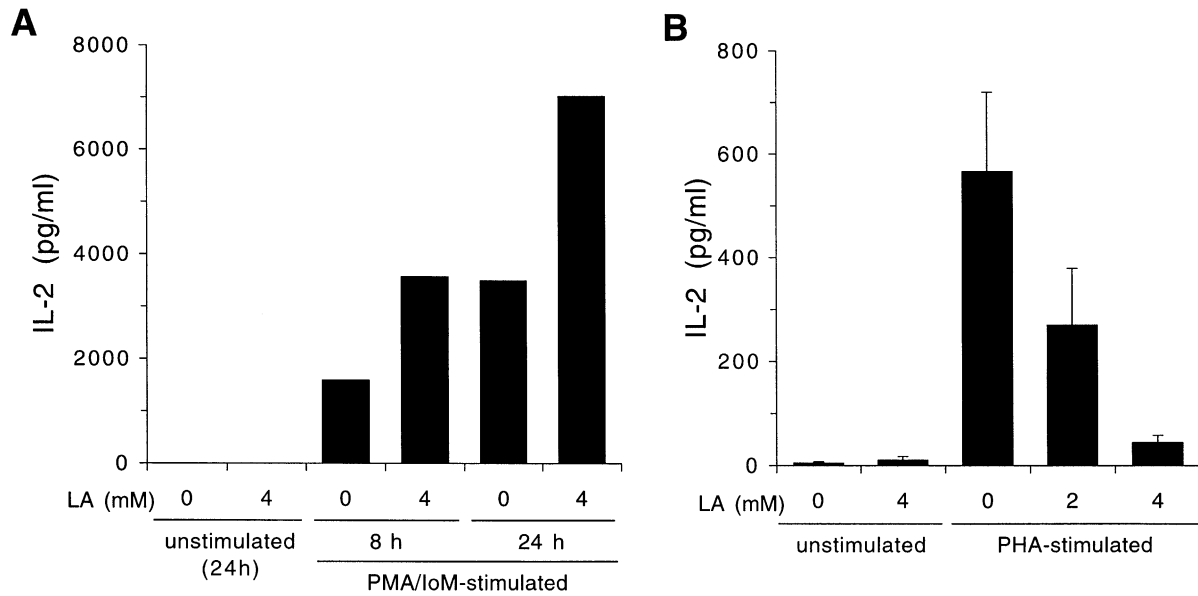 A
8000
6000
4000
2000
0
IL-2 (pg/ml)
LA (mM) 0 4 0 4 0 4
unstimulated 8 h 24 h
(24h)
PMA/IoM-stimulated
B
800
600
400
200
0
IL-2 (pg/ml)
LA (mM) 0 4 0 2 4
unstimulated PHA-stimulated